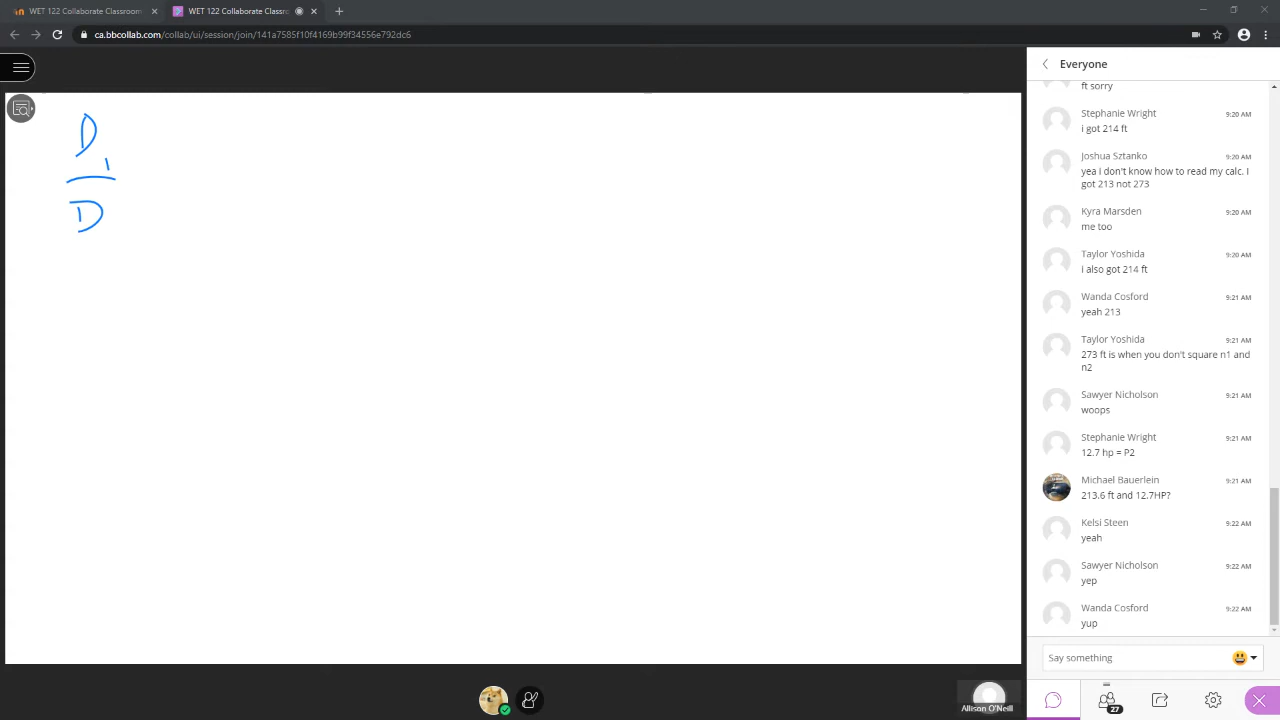 WET 122 Collaborate Classroom
WET 122 Collaborate Classro
ca.bbcollab.com/collab/ui/session/join/141a7585f10f4169b99f34556e792dc6
D1
D
Everyone
ft sorry
Stephanie Wright 9:20 AM
i got 214 ft
Joshua Sztanko 9:20 AM
yea I don't know how to read my calc. I
got 213 not 273
Kyra Marsden 9:20 AM
me too
Taylor Yoshida 9:20 AM
i also got 214 ft
Wanda Cosford 9:21 AM
yeah 213
Taylor Yoshida 9:21 AM
273 ft is when you don't square n1 and
n2
Sawyer Nicholson 9:21 AM
woops
Stephanie Wright 9:21 AM
12.7 hp = P2
Michael Bauerlein 9:21 AM
213.6 ft and 12.7HP?
Kelsi Steen 9:22 AM
yeah
Sawyer Nicholson 9:22 AM
yep
Wanda Cosford 9:22 AM
yup
Say something
Allison O'Neill
27